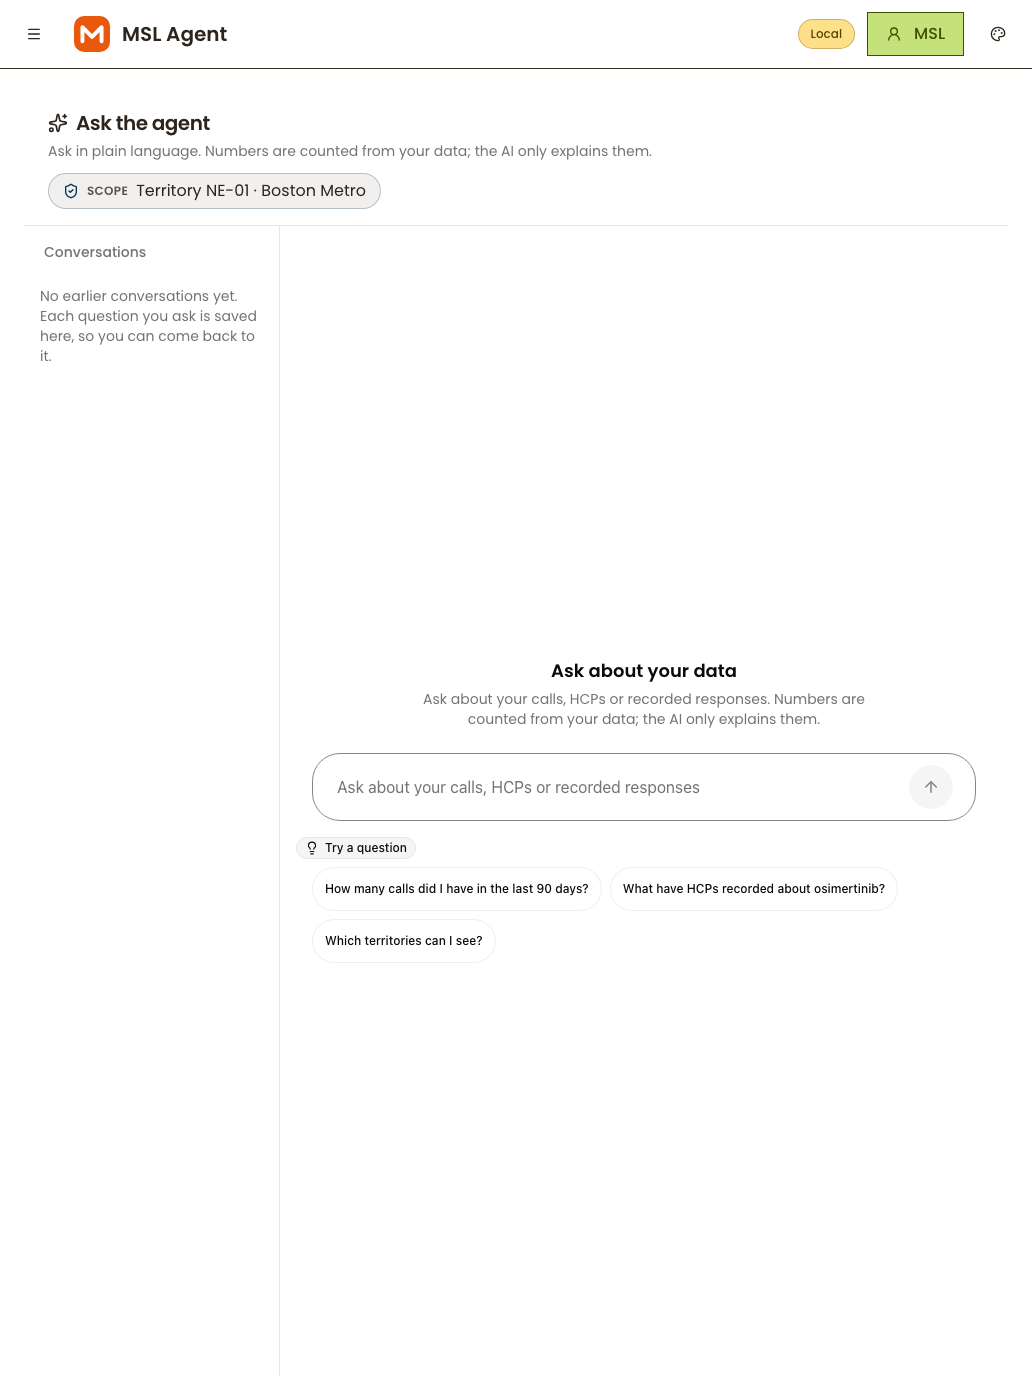 MSL Agent
Local
MSL
Ask the agent
Ask in plain language. Numbers are counted from your data; the AI only explains them.
SCOPE Territory NE-01 · Boston Metro
Conversations
No earlier conversations yet.
Each question you ask is saved
here, so you can come back to
it.
Ask about your data
Ask about your calls, HCPs or recorded responses. Numbers are
counted from your data; the AI only explains them.
Ask about your calls, HCPs or recorded responses
Try a question
How many calls did I have in the last 90 days?
What have HCPs recorded about osimertinib?
Which territories can I see?